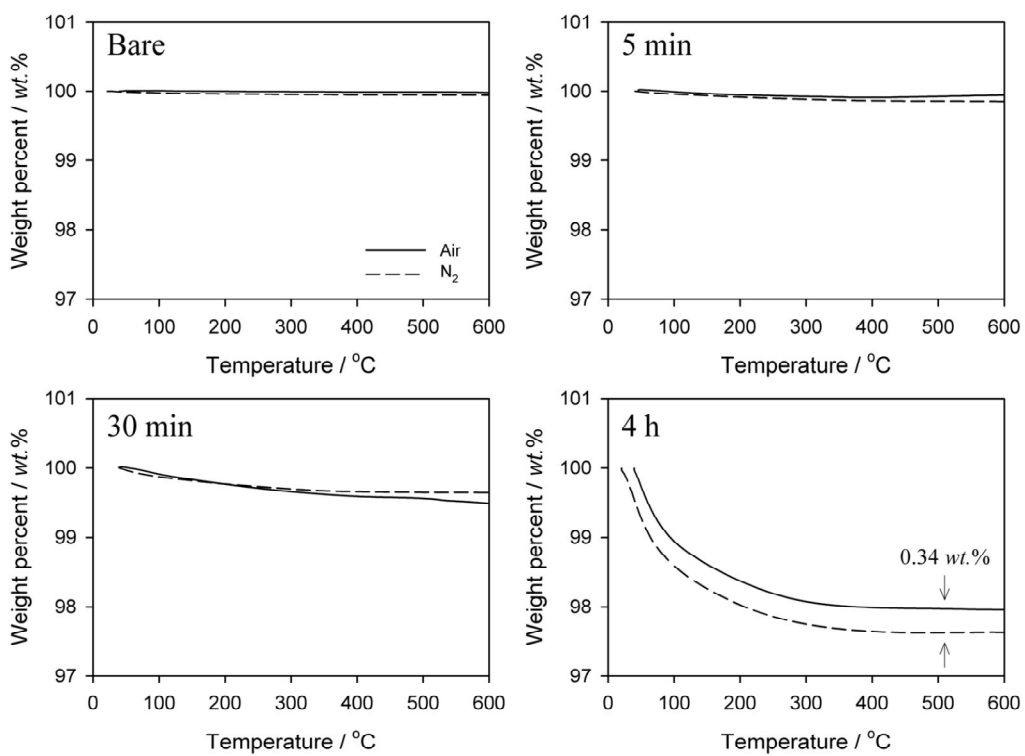 Bare
Weight percent / wt.%
101
100
99
98
97
Air
N₂
0 100 200 300 400 500 600
Temperature / °C
5 min
Weight percent / wt.%
101
100
99
98
97
0 100 200 300 400 500 600
Temperature / °C
30 min
Weight percent / wt.%
101
100
99
98
97
0 100 200 300 400 500 600
Temperature / °C
4 h
Weight percent / wt.%
101
100
99
98
97
0.34 wt.%
0 100 200 300 400 500 600
Temperature / °C